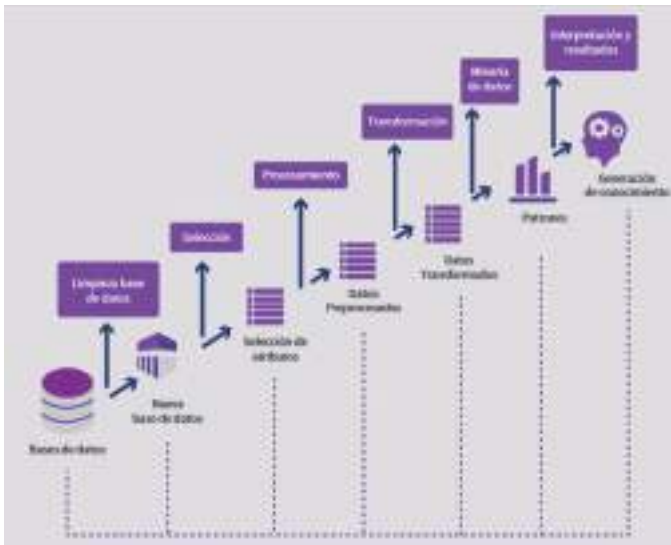 Interpretación y
resultados
Minería
de datos
Transformación
Procesamiento
Generación
de conocimiento
Selección
Patrones
Limpieza base
de datos
Datos
Transformados
Datos
Selección de
atributos
Nueva
base de datos
Bases de datos